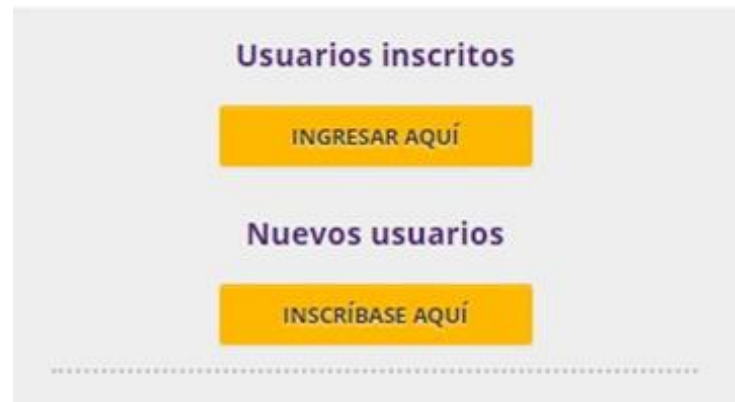 Usuarios inscritos
INGRESAR AQUÍ
Nuevos usuarios
INSCRÍBASE AQUÍ